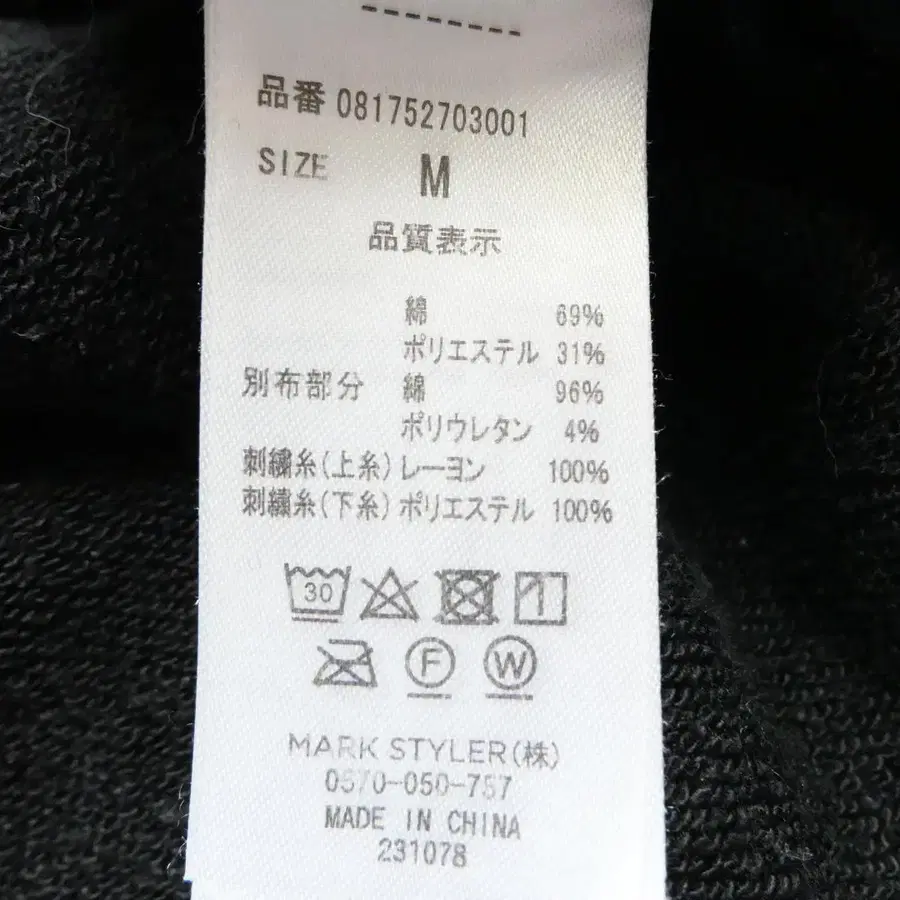 品番 081752703001
SIZE M
品質表示
綿 69%
ポリエステル 31%
別布部分 綿 96%
ポリウレタン 4%
刺繍糸(上糸) レーヨン 100%
刺繍糸(下糸) ポリエステル 100%
30
F W
MARK STYLER(株)
0570-050-757
MADE IN CHINA
231078